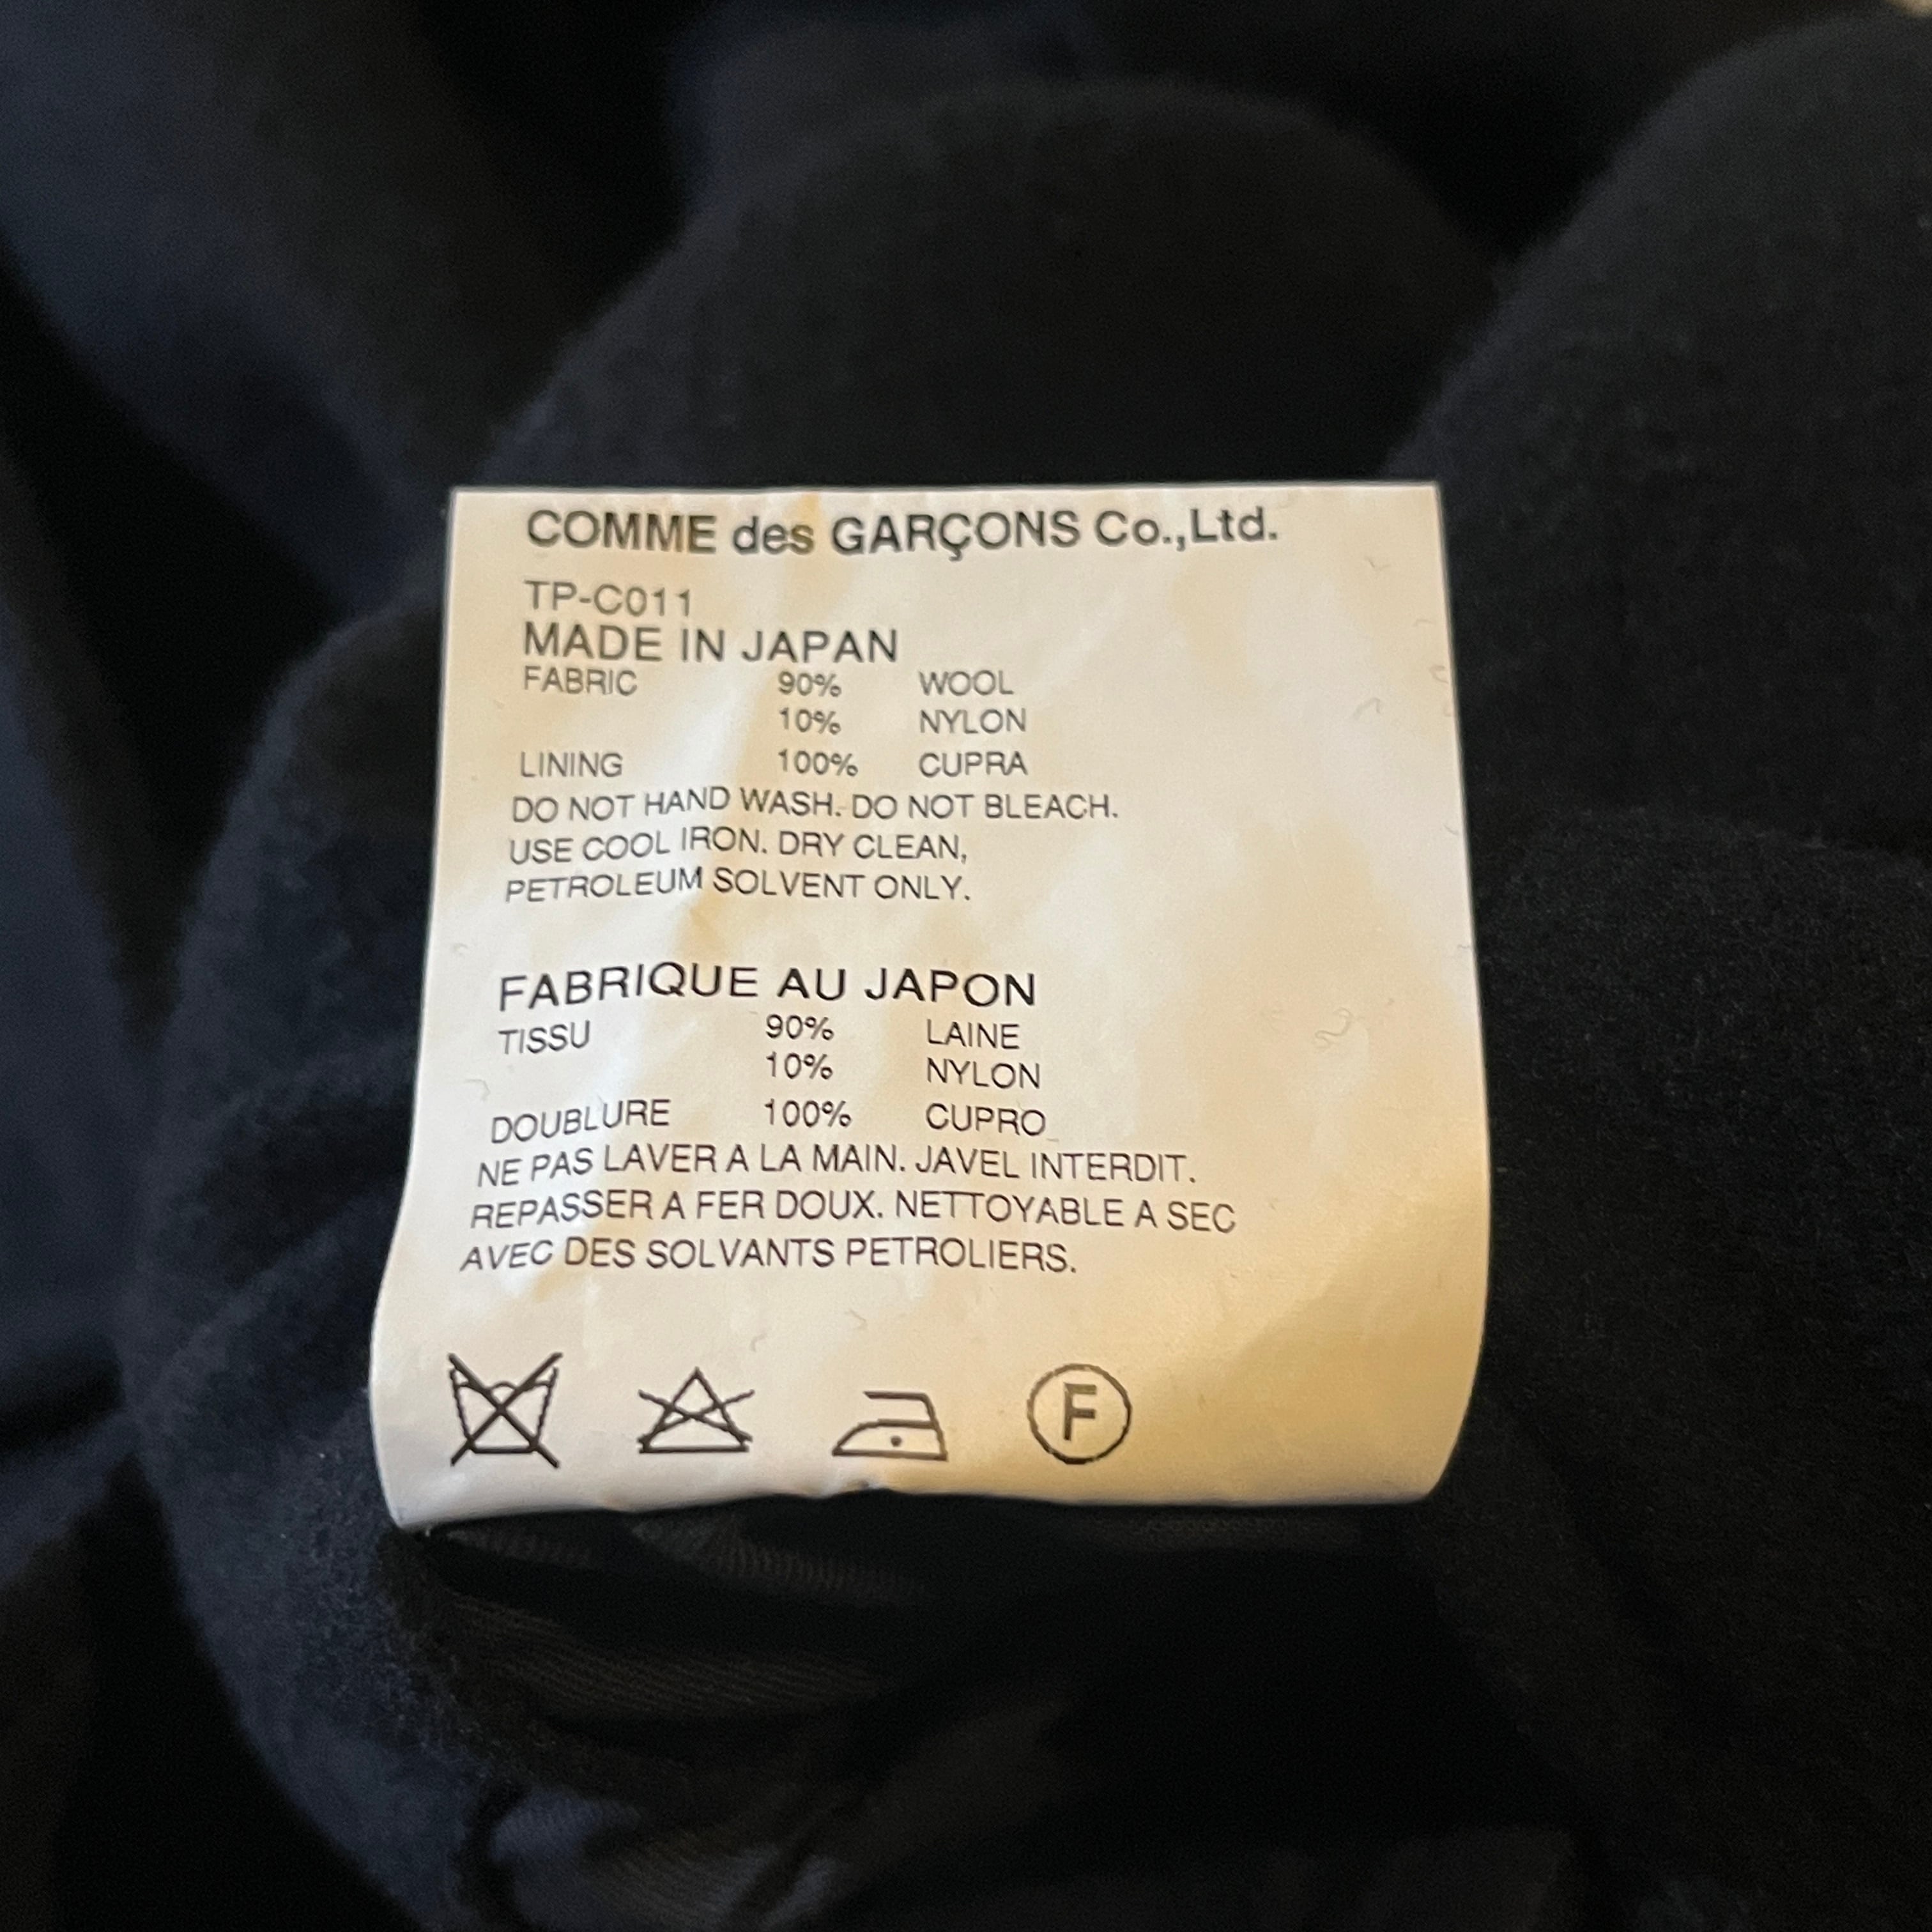 COMME des GARÇONS Co.,Ltd.
TP-C011
MADE IN JAPAN
FABRIC 90% WOOL
10% NYLON
LINING 100% CUPRA
DO NOT HAND WASH. DO NOT BLEACH.
USE COOL IRON. DRY CLEAN,
PETROLEUM SOLVENT ONLY.
FABRIQUE AU JAPON
TISSU 90% LAINE
10% NYLON
DOUBLURE 100% CUPRO
NE PAS LAVER A LA MAIN. JAVEL INTERDIT.
REPASSER A FER DOUX. NETTOYABLE A SEC
AVEC DES SOLVANTS PETROLIERS.
F